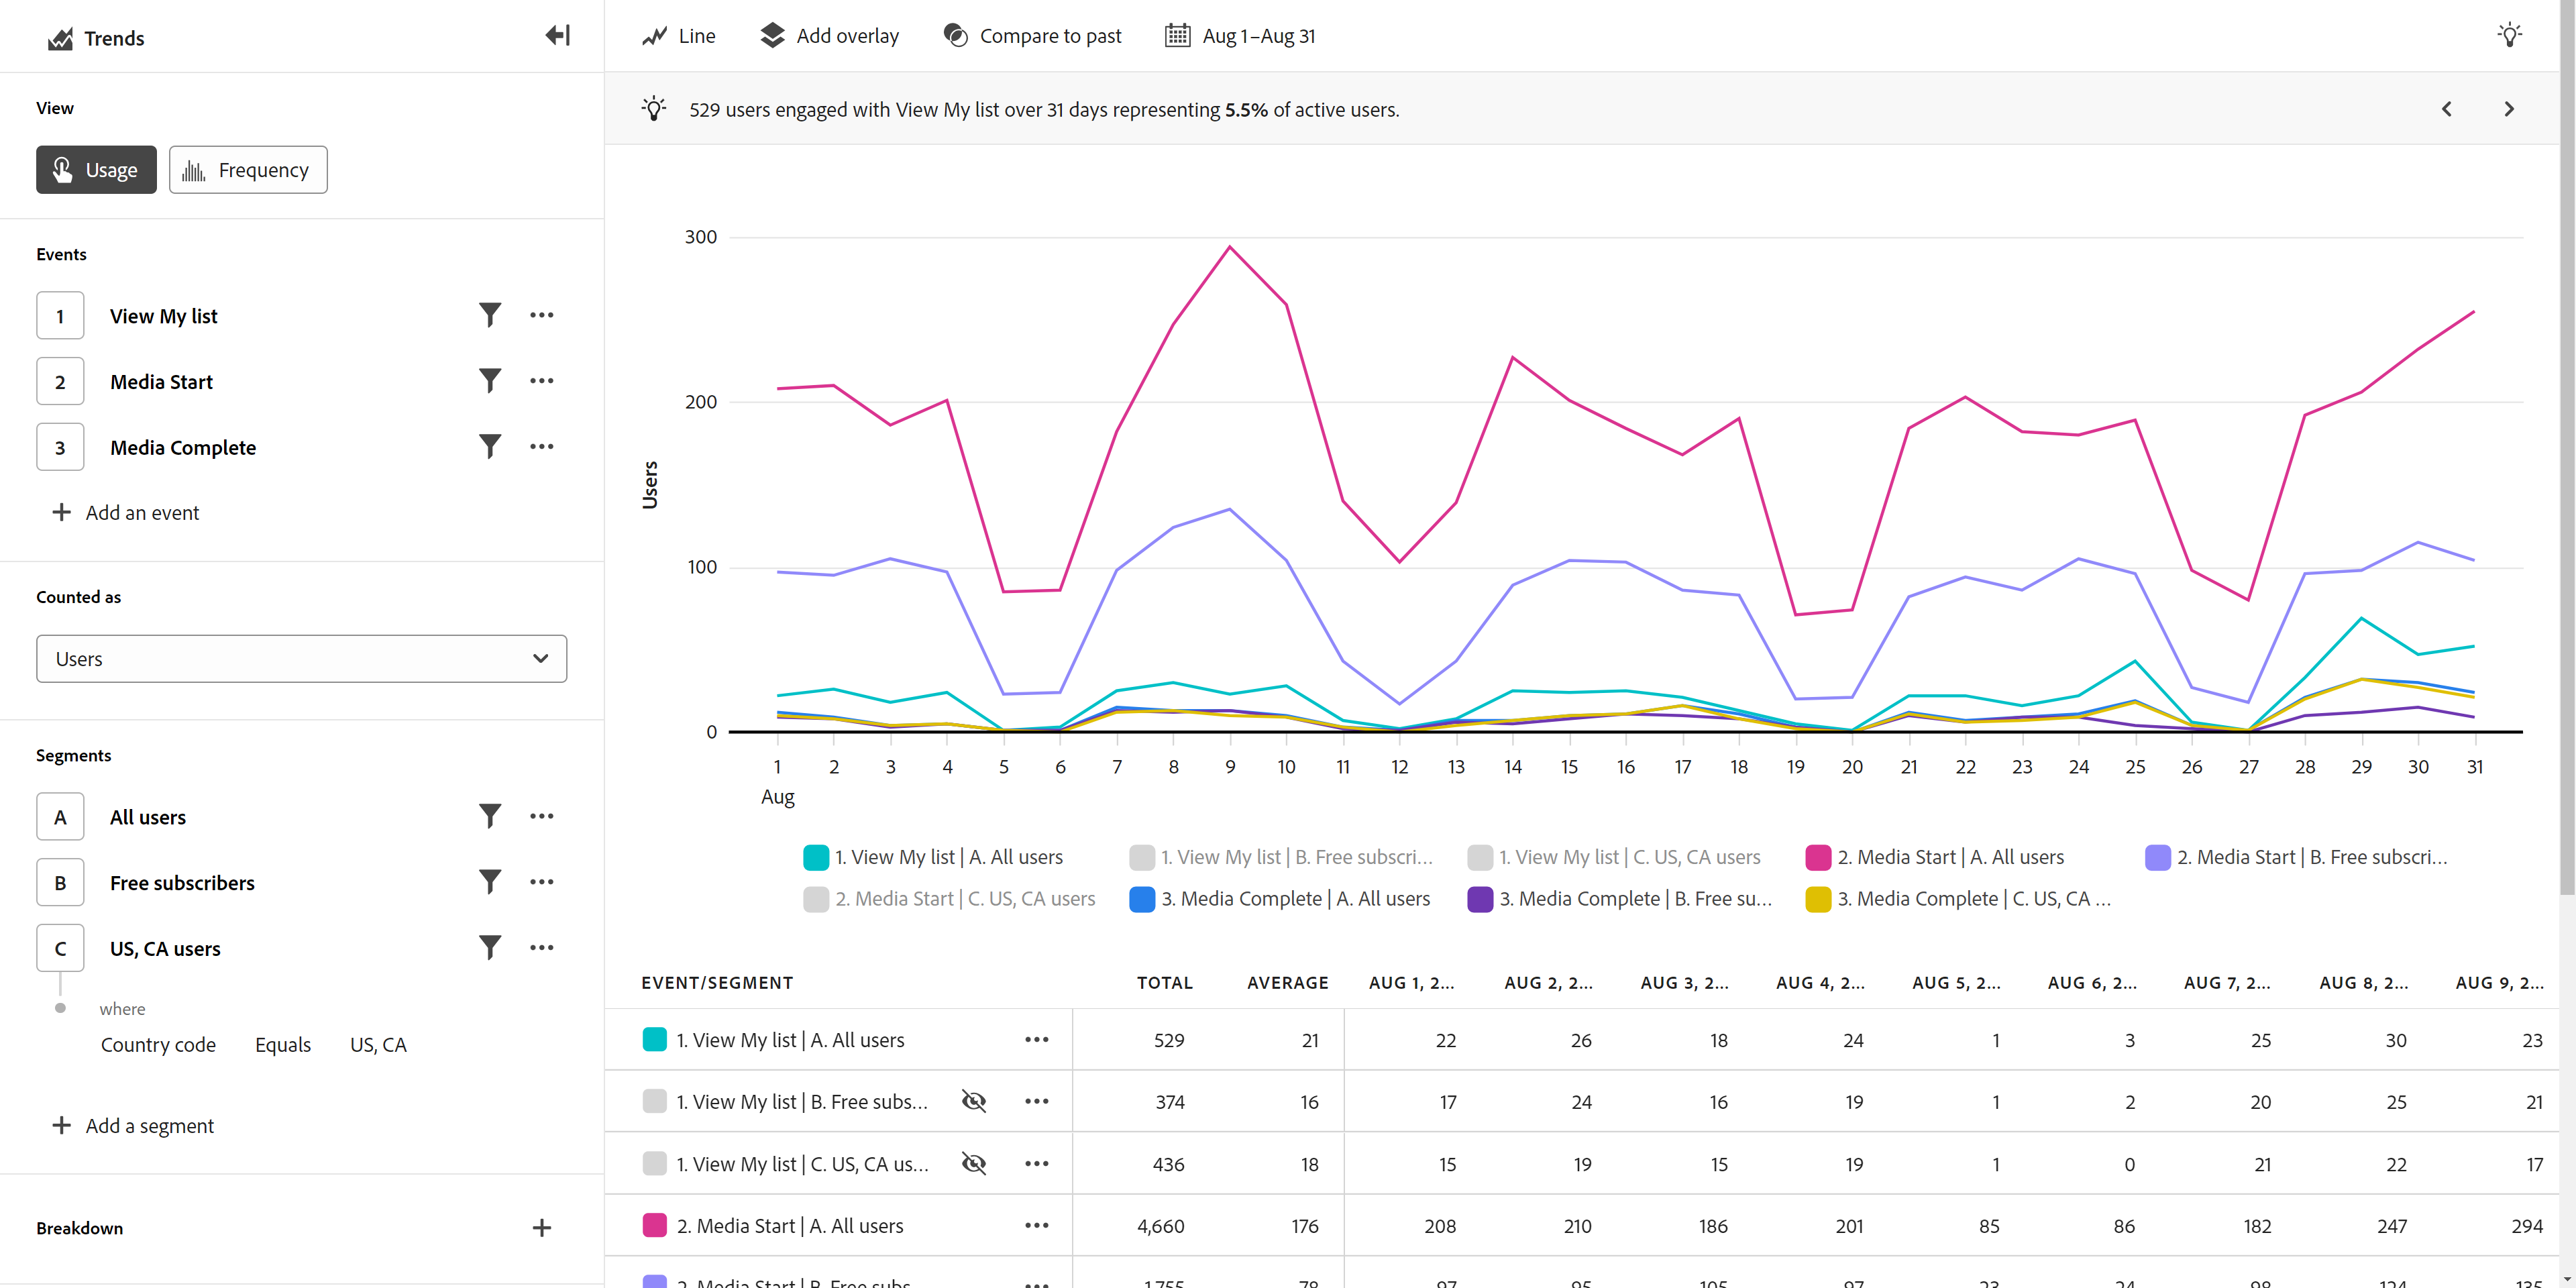 Trends
Line Add overlay Compare to past Aug 1–Aug 31
529 users engaged with View My list over 31 days representing 5.5% of active users.
View
Usage Frequency
Events
1 View My list
2 Media Start
3 Media Complete
Add an event
Counted as
Users
Segments
A All users
B Free subscribers
C US, CA users
where
Country code Equals US, CA
Add a segment
Breakdown
300
200
100
0
Users
1 2 3 4 5 6 7 8 9 10 11 12 13 14 15 16 17 18 19 20 21 22 23 24 25 26 27 28 29 30 31
Aug
1. View My list | A. All users 1. View My list | B. Free subscri... 1. View My list | C. US, CA users 2. Media Start | A. All users 2. Media Start | B. Free subscri...
2. Media Start | C. US, CA users 3. Media Complete | A. All users 3. Media Complete | B. Free su... 3. Media Complete | C. US, CA ...
EVENT/SEGMENT TOTAL AVERAGE AUG 1, 2... AUG 2, 2... AUG 3, 2... AUG 4, 2... AUG 5, 2... AUG 6, 2... AUG 7, 2... AUG 8, 2... AUG 9, 2...
1. View My list | A. All users 529 21 22 26 18 24 1 3 25 30 23
1. View My list | B. Free subs... 374 16 17 24 16 19 1 2 20 25 21
1. View My list | C. US, CA us... 436 18 15 19 15 19 1 0 21 22 17
2. Media Start | A. All users 4,660 176 208 210 186 201 85 86 182 247 294
2. Media Start | B. Free subs... 1,755 78 97 95 105 97 23 24 98 124 135